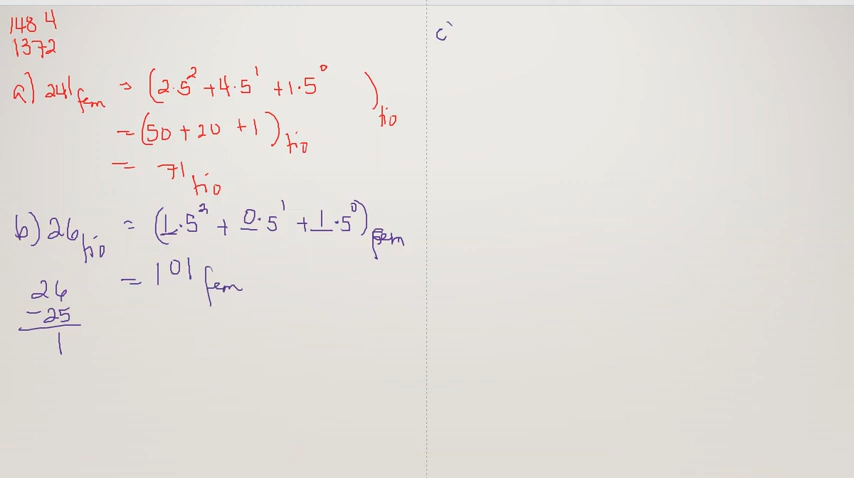 148 4
1372
a) 241fem = (2·5² + 4·5¹ + 1·5⁰)tio
= (50 + 20 + 1)tio
= 71tio
b) 26tio = (1·5² + 0·5¹ + 1·5⁰)fem
= 101fem
26
-25
1
c)